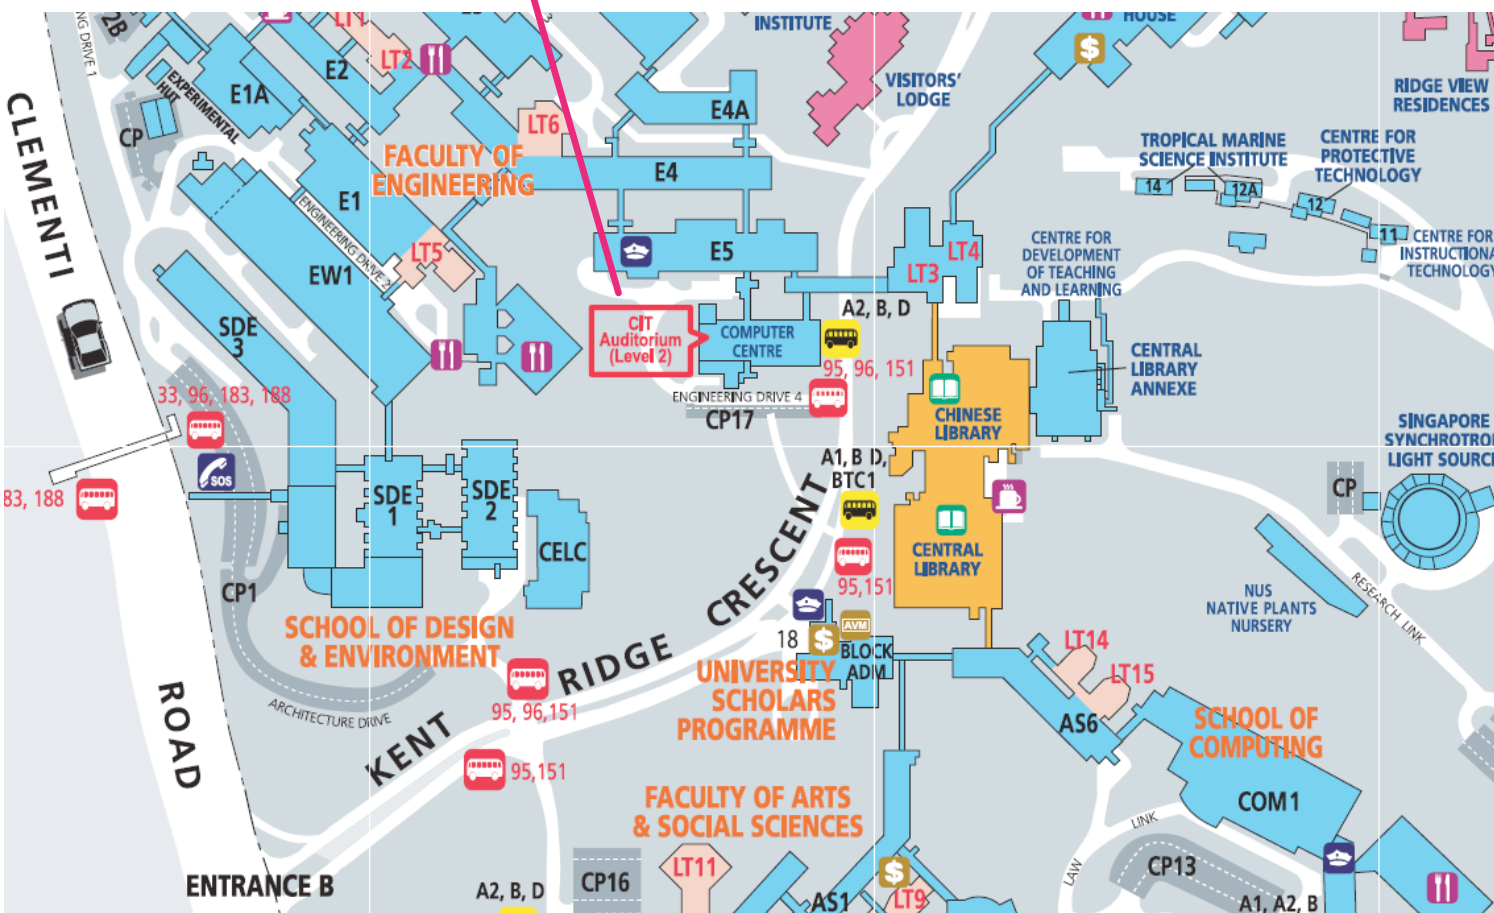 INSTITUTE
HOUSE
LT1
LT2
2B
E2
E1A
EXPERIMENTAL
HUT
CP
CLEMENTI
VISITORS'
LODGE
RIDGE VIEW
RESIDENCES
E4A
LT6
E4
FACULTY OF
ENGINEERING
E1
ENGINEERING DRIVE 2
TROPICAL MARINE
SCIENCE INSTITUTE
CENTRE FOR
PROTECTIVE
TECHNOLOGY
14
12A
12
11
CENTRE FOR
INSTRUCTIONA
TECHNOLOGY
LT5
EW1
E5
LT3
LT4
CENTRE FOR
DEVELOPMENT
OF TEACHING
AND LEARNING
SDE
3
CIT
Auditorium
(Level 2)
COMPUTER
CENTRE
A2, B, D
95, 96, 151
ENGINEERING DRIVE 4
CP17
CENTRAL
LIBRARY
ANNEXE
33, 96, 183, 188
CHINESE
LIBRARY
SINGAPORE
SYNCHROTRO
LIGHT SOURC
SOS
83, 188
SDE
1
SDE
2
CELC
A1, B D,
BTC1
CP
CENTRAL
LIBRARY
95,151
CP1
NUS
NATIVE PLANTS
NURSERY
RESEARCH LINK
SCHOOL OF DESIGN
& ENVIRONMENT
KENT RIDGE CRESCENT
18
$
AVM
BLOCK
ADM
UNIVERSITY
SCHOLARS
PROGRAMME
LT14
LT15
AS6
SCHOOL OF
COMPUTING
COM1
ROAD
ARCHITECTURE DRIVE
95, 96,151
95,151
FACULTY OF ARTS
& SOCIAL SCIENCES
LINK
LAW
CP13
ENTRANCE B
A2, B, D
CP16
LT11
AS1
$
LT9
A1, A2, B